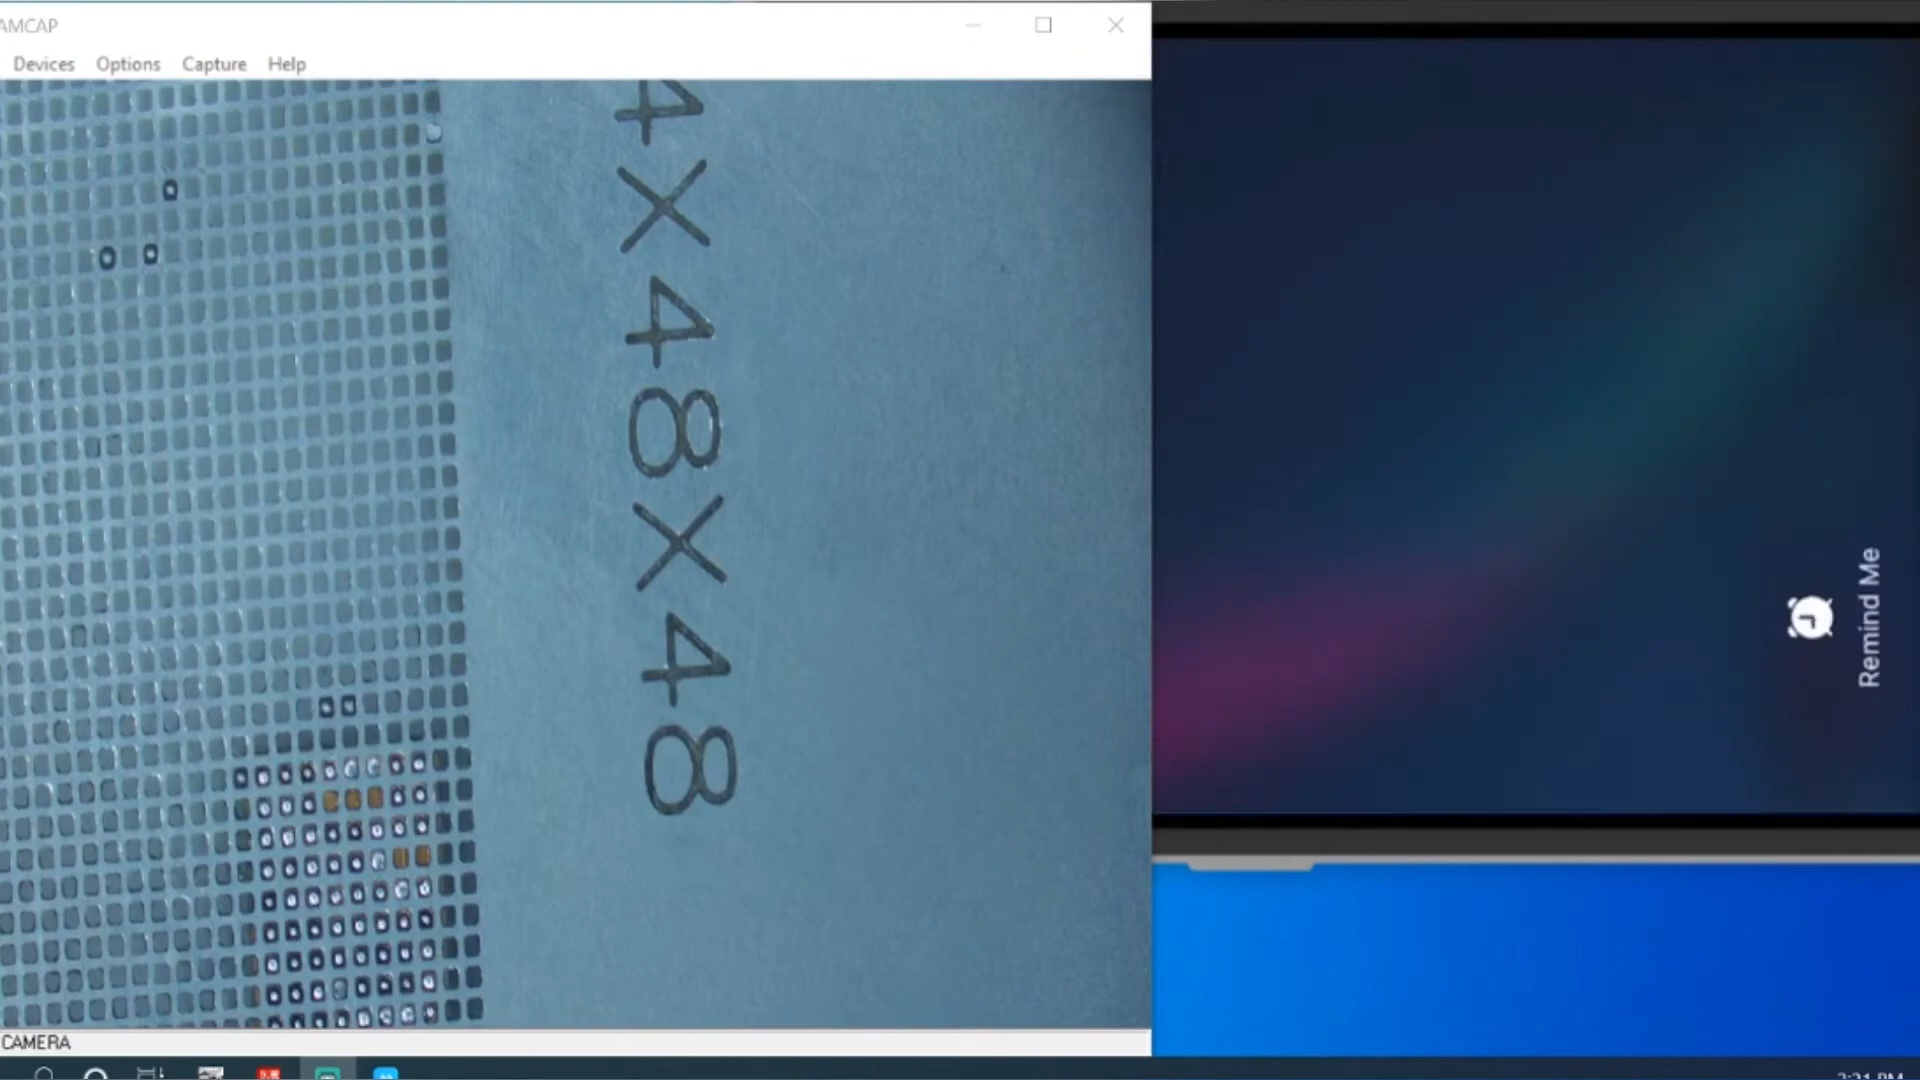 AMCAP
Devices Options Capture Help
4X48X48
Remind Me
CAMERA